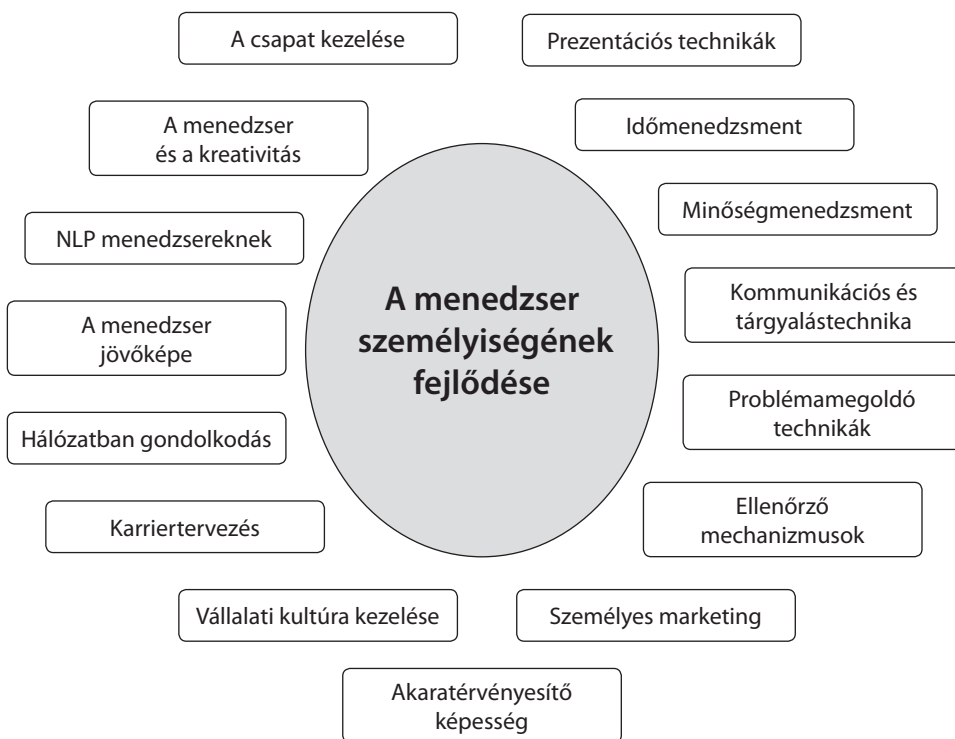 A csapat kezelése
Prezentációs technikák
A menedzser
és a kreativitás
Időmenedzsment
NLP menedzsereknek
Minőségmenedzsment
A menedzser
személyiségének
fejlődése
A menedzser
jövőképe
Kommunikációs és
tárgyalástechnika
Hálózatban gondolkodás
Problémamegoldó
technikák
Karriertervezés
Ellenőrző
mechanizmusok
Vállalati kultúra kezelése
Személyes marketing
Akaratérvényesítő
képesség